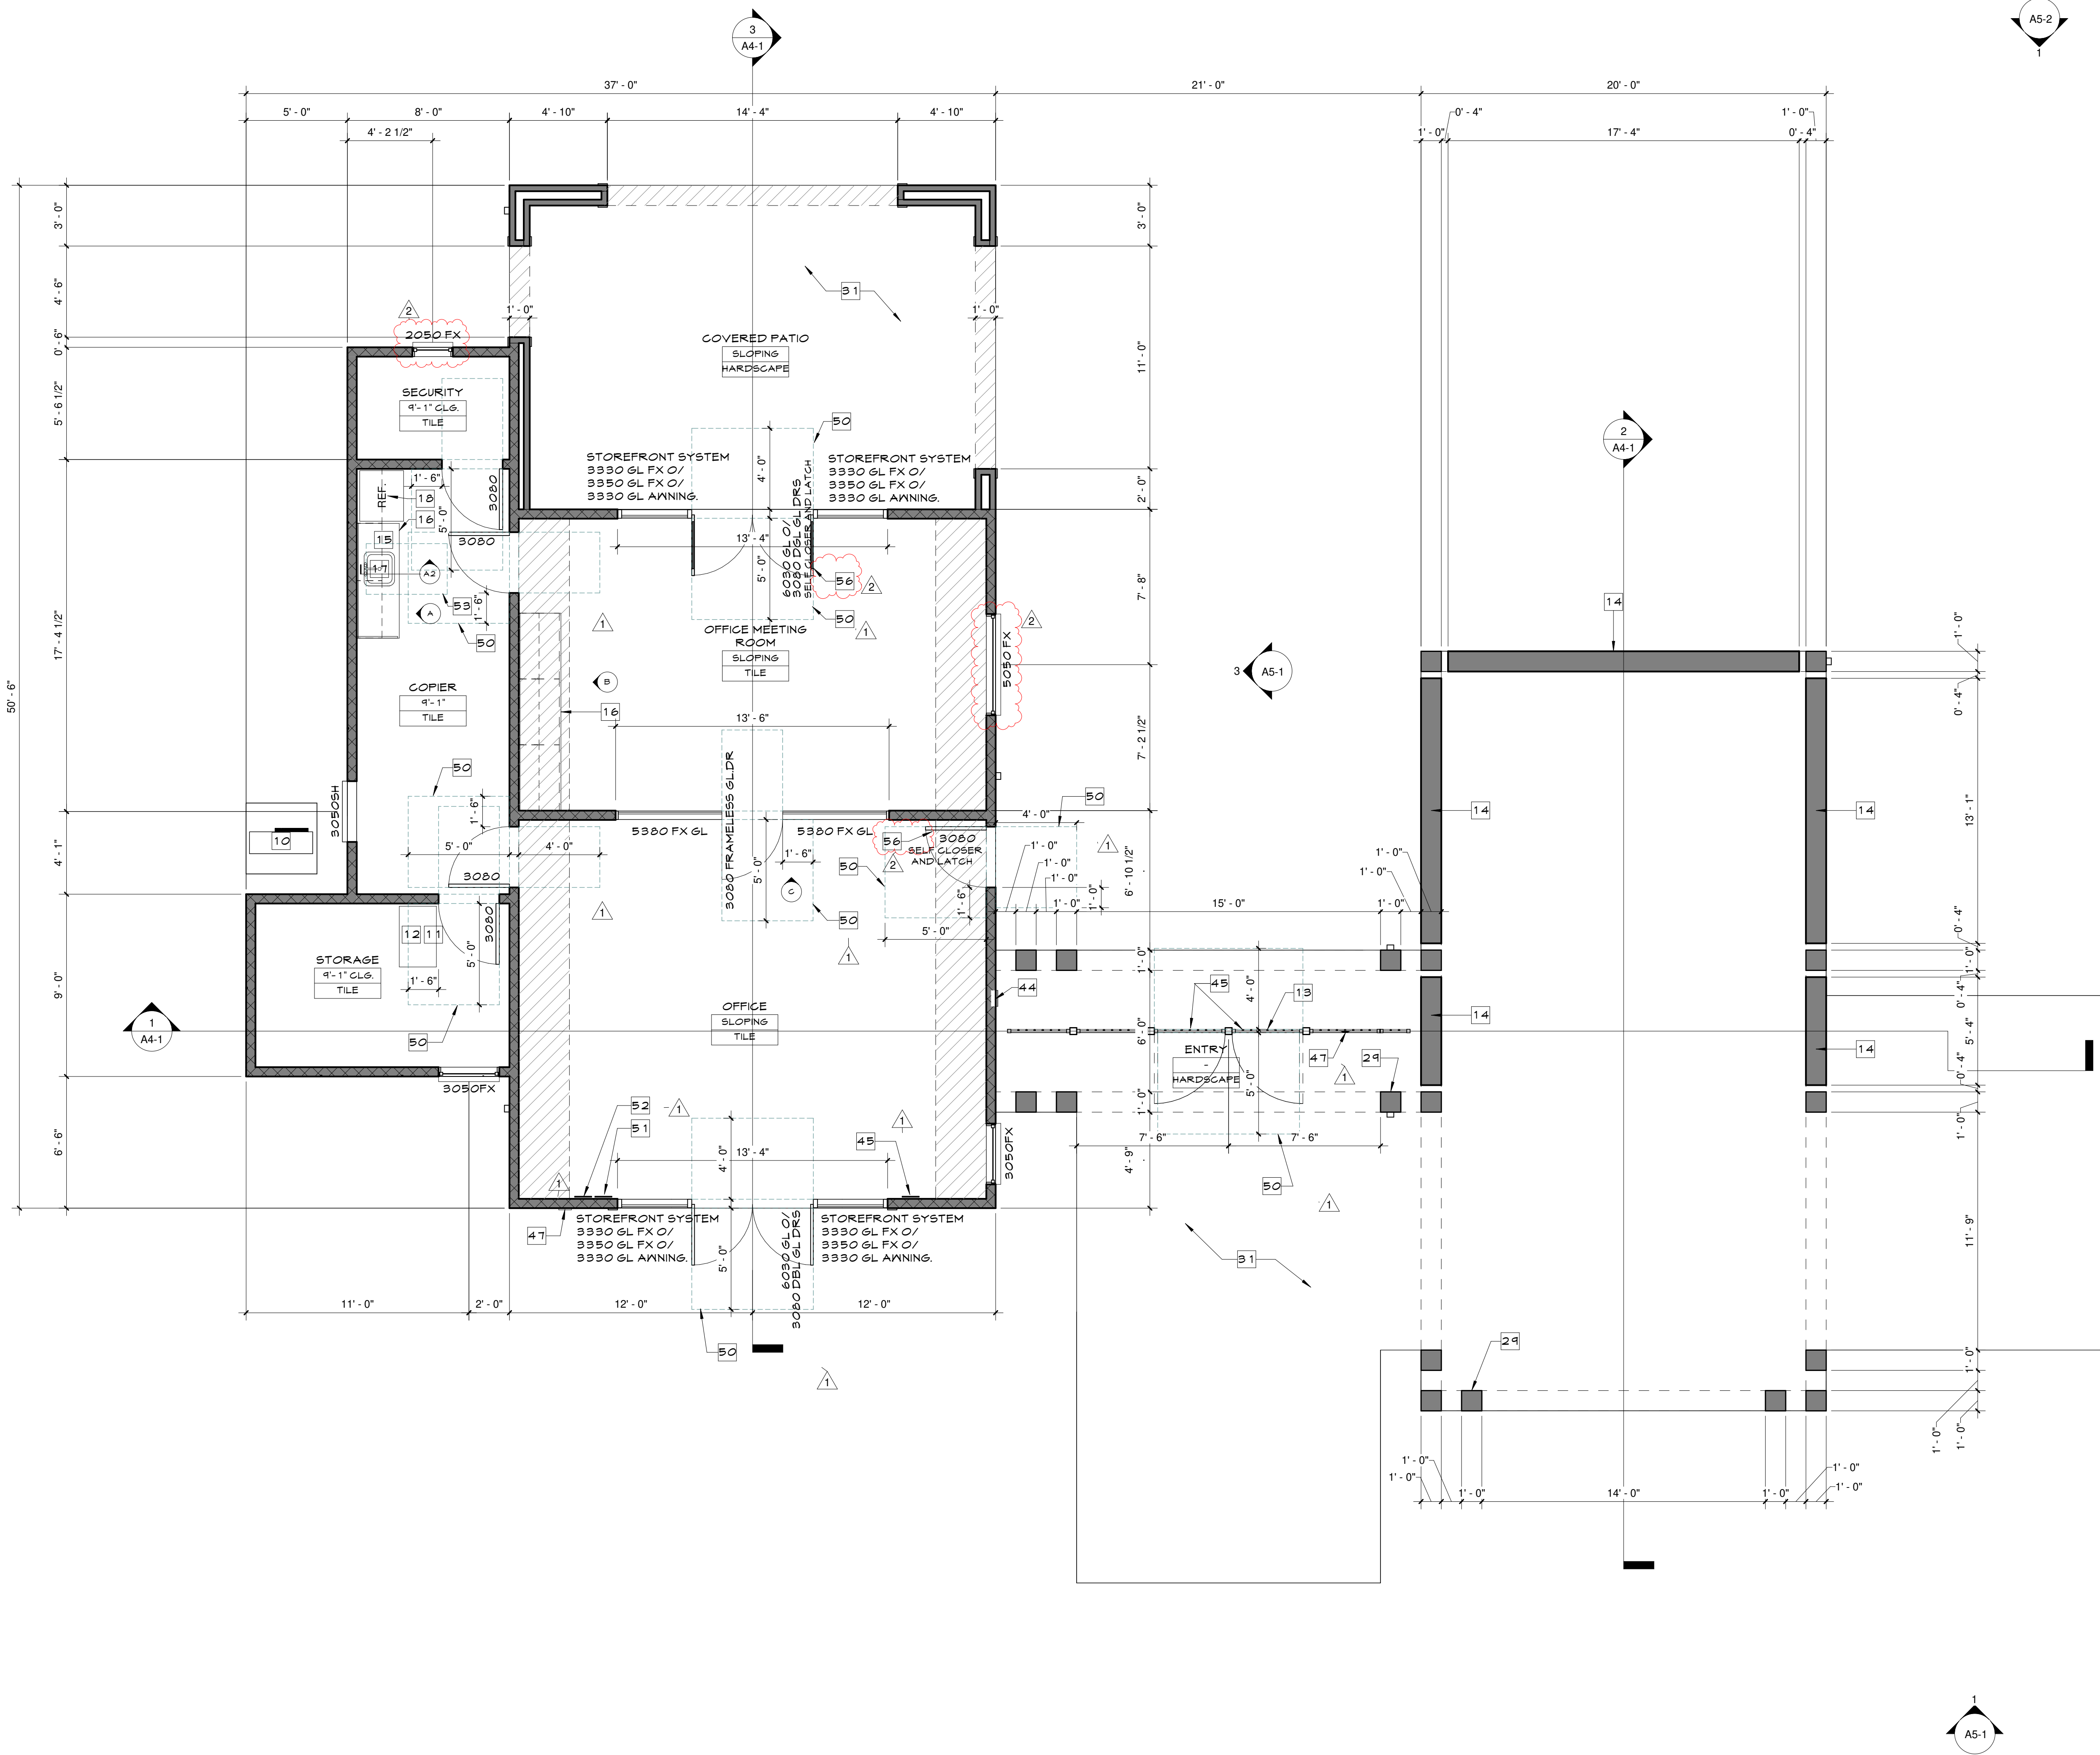 3
A4-1
A5-2
1
37' - 0"
21' - 0"
20' - 0"
5' - 0"
8' - 0"
4' - 10"
14' - 4"
4' - 10"
0' - 4"
1' - 0"
4' - 2 1/2"
1' - 0"
17' - 4"
0' - 4"
3' - 0"
3' - 0"
4' - 6"
31
2
1' - 0"
1' - 0"
2050 FX
0' - 6"
COVERED PATIO
SLOPING
HARDSCAPE
11' - 0"
SECURITY
9'-1" CLG.
TILE
5' - 6 1/2"
50
2
A4-1
STOREFRONT SYSTEM
3330 GL FX O/
3350 GL FX O/
3330 GL AWNING.
4' - 0"
STOREFRONT SYSTEM
3330 GL FX O/
3350 GL FX O/
3330 GL AWNING.
2' - 0"
REF.
1' - 6"
18
16
3080
5' - 0"
15
3080
17
A2
13' - 4"
5' - 0"
6030 GL O/
3080 DGL GL DRS
SELF CLOSER AND LATCH
56
2
53
A
1' - 6"
50
1
50
1
OFFICE MEETING
ROOM
SLOPING
TILE
7' - 8"
2
5050 FX
14
1' - 0"
0' - 4"
17' - 4 1/2"
50' - 6"
3
A5-1
COPIER
9'-1"
TILE
B
16
13' - 6"
7' - 2 1/2"
50
3050SH
10
1' - 6"
5' - 0"
4' - 0"
3080
4' - 1"
5380 FX GL
3080 FRAMELESS GL.DR
5380 FX GL
1' - 6"
5' - 0"
C
50
56
2
3080
SELF CLOSER
AND LATCH
50
4' - 0"
50
1
1' - 0"
1' - 0"
1' - 0"
1' - 0"
1' - 0"
6' - 10 1/2"
1' - 6"
5' - 0"
15' - 0"
1' - 0"
1' - 0"
14
14
13' - 1"
1
1
12
11
3080
5' - 0"
1' - 6"
STORAGE
9'-1" CLG.
TILE
9' - 0"
50
1
A4-1
OFFICE
SLOPING
TILE
44
1' - 0"
6' - 0"
1' - 0"
45
13
4' - 0"
ENTRY
-
HARDSCAPE
5' - 0"
47
1
29
14
14
0' - 4"
1' - 0"
0' - 4"
5' - 4"
0' - 4"
1' - 0"
3050FX
6' - 6"
52
51
1
1
45
1
13' - 4"
4' - 0"
3050FX
7' - 6"
7' - 6"
4' - 9"
50
1
47
STOREFRONT SYSTEM
3330 GL FX O/
3350 GL FX O/
3330 GL AWNING.
5' - 0"
6030 GL O/
3080 DBL GL DRS
STOREFRONT SYSTEM
3330 GL FX O/
3350 GL FX O/
3330 GL AWNING.
31
11' - 9"
11' - 0"
2' - 0"
12' - 0"
12' - 0"
50
1
29
1' - 0"
1' - 0"
1' - 0"
1' - 0"
1' - 0"
1' - 0"
14' - 0"
1' - 0"
1' - 0"
1' - 0"
1
A5-1